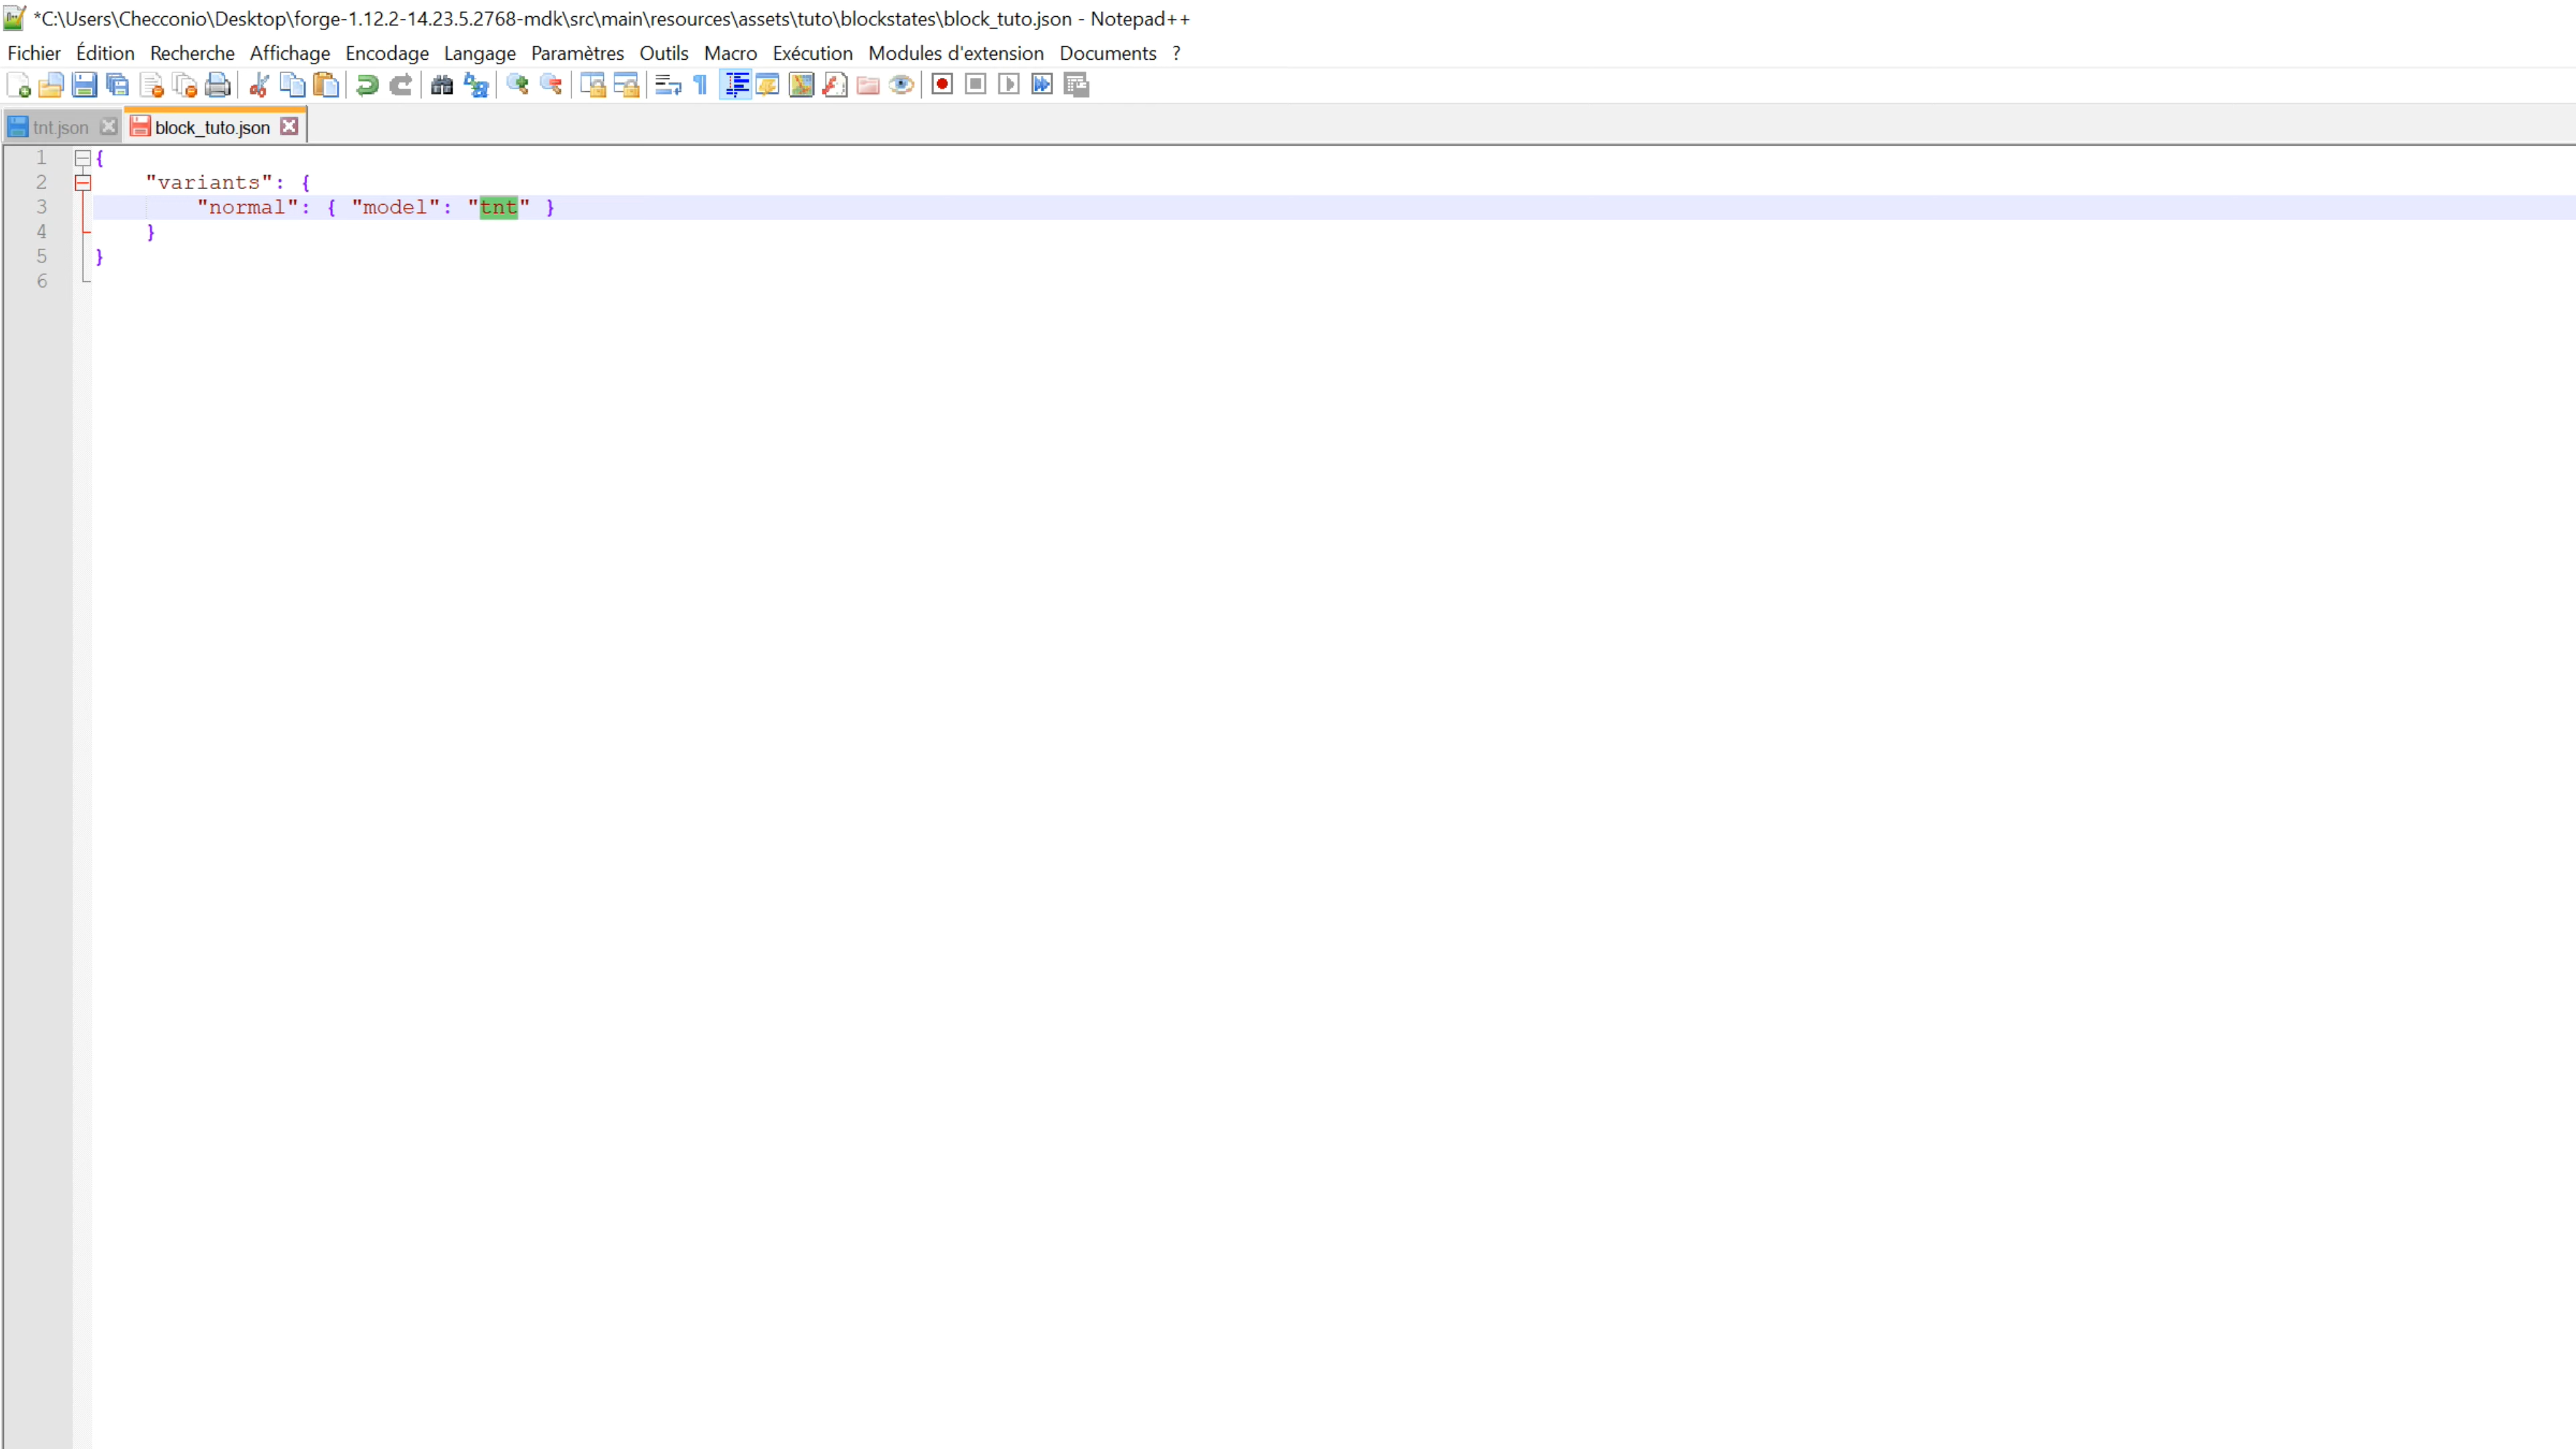 *C:\Users\Checconio\Desktop\forge-1.12.2-14.23.5.2768-mdk\src\main\resources\assets\tuto\blockstates\block_tuto.json - Notepad++
Fichier Édition Recherche Affichage Encodage Langage Paramètres Outils Macro Exécution Modules d'extension Documents ?
tnt.json block_tuto.json
1 {
2 "variants": {
3 "normal": { "model": "tnt" }
4 }
5 }
6